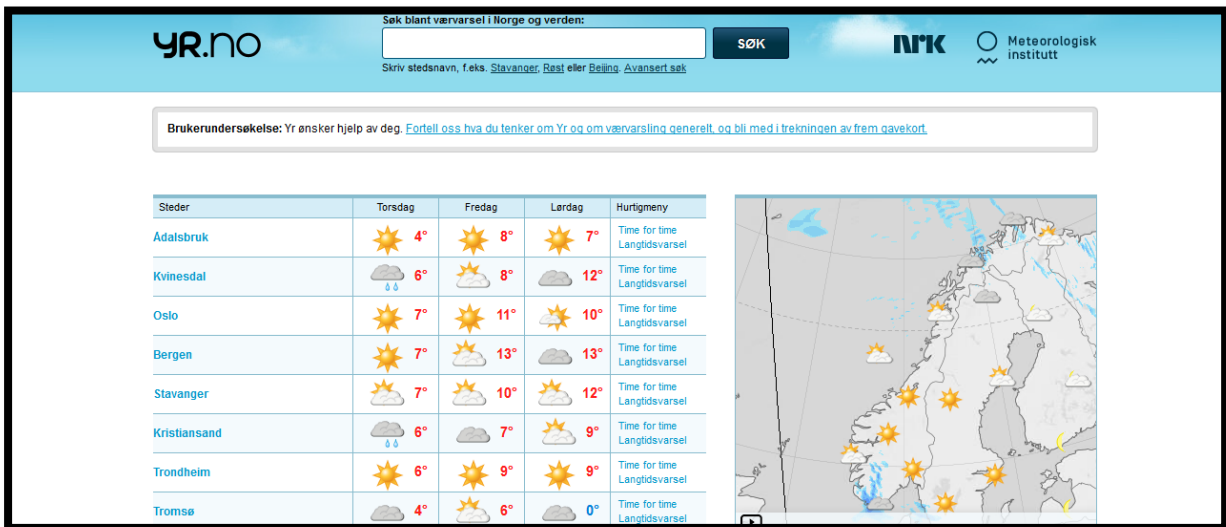 Søk blant værvarsel i Norge og verden:
YR.NO
SØK
NRK
Meteorologisk
institutt
Skriv stedsnavn, f.eks. Stavanger, Røst eller Beijing. Avansert søk
Brukerundersøkelse: Yr ønsker hjelp av deg. Fortell oss hva du tenker om Yr og om værvarsling generelt, og bli med i trekningen av frem gavekort.
Steder Torsdag Fredag Lørdag Hurtigmeny
Ådalsbruk 4° 8° 7° Time for time
Langtidsvarsel
Kvinesdal 6° 8° 12° Time for time
Langtidsvarsel
Oslo 7° 11° 10° Time for time
Langtidsvarsel
Bergen 7° 13° 13° Time for time
Langtidsvarsel
Stavanger 7° 10° 12° Time for time
Langtidsvarsel
Kristiansand 6° 7° 9° Time for time
Langtidsvarsel
Trondheim 6° 9° 9° Time for time
Langtidsvarsel
Tromsø 4° 6° 0° Time for time
Langtidsvarsel